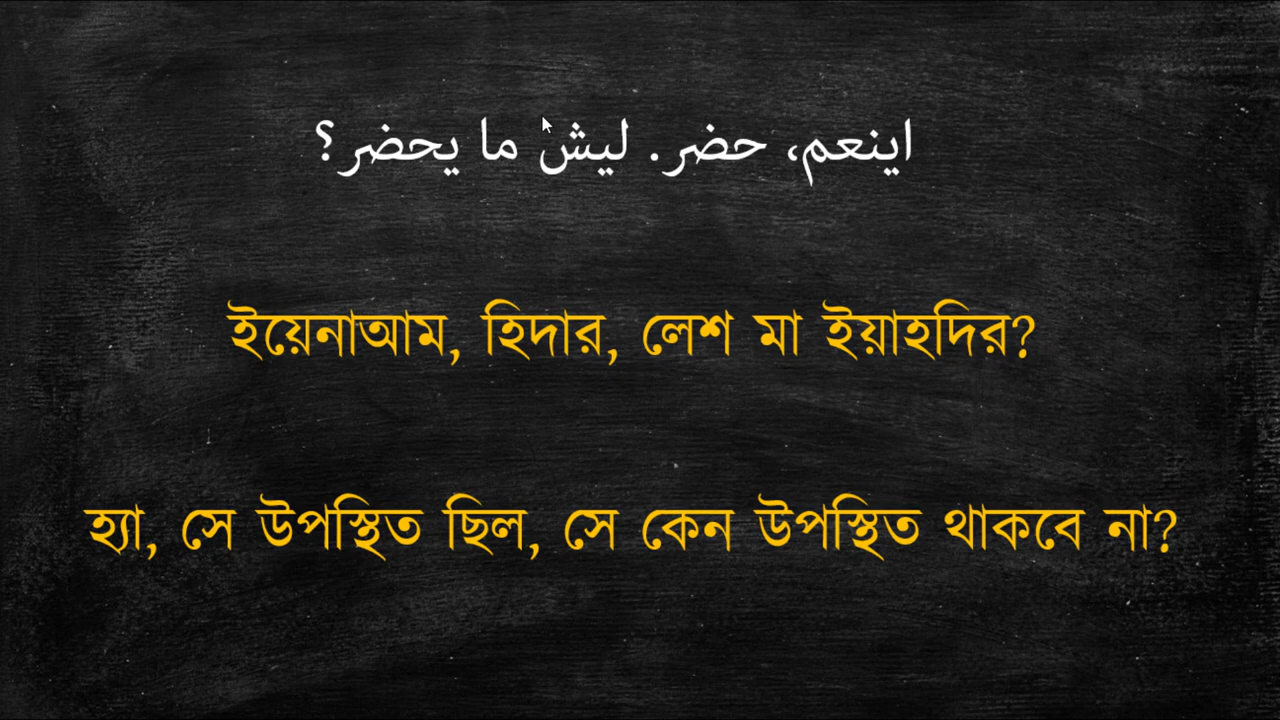 اينعم، حضر. ليش ما يحضر؟
ইয়েনাআম, হিদার, লেশ মা ইয়াহদির?
হ্যা, সে উপস্থিত ছিল, সে কেন উপস্থিত থাকবে না?